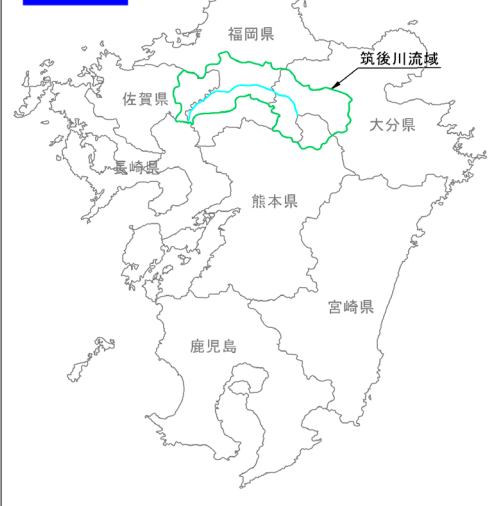 福岡県
筑後川流域
佐賀県
大分県
長崎県
熊本県
宮崎県
鹿児島